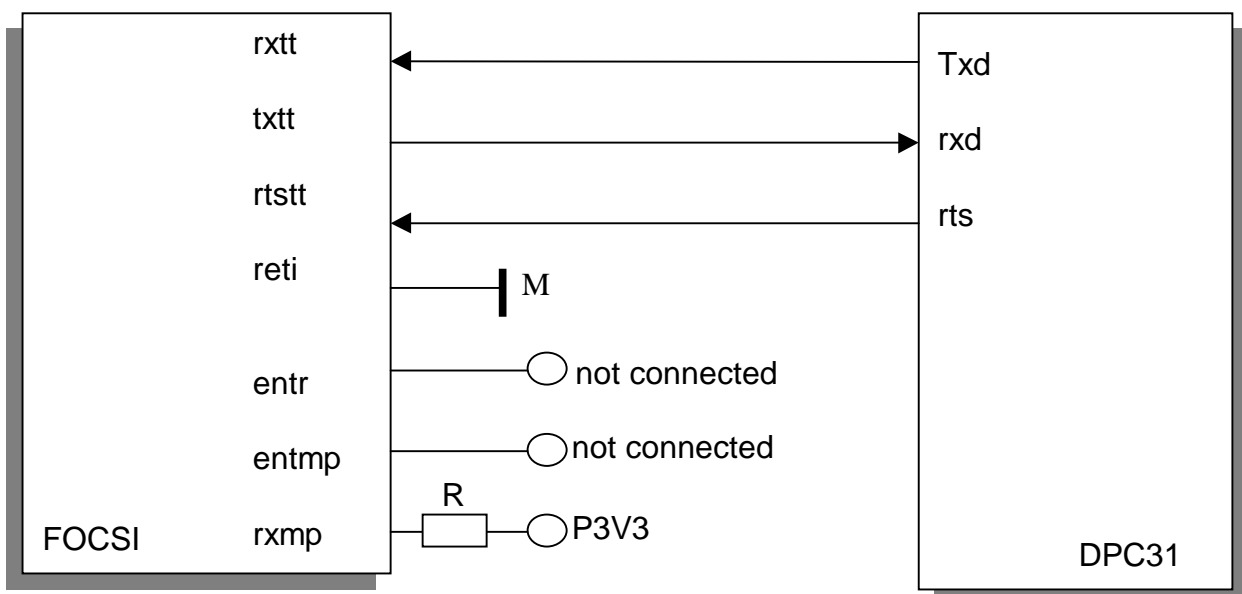 rxtt
Txd
txtt
rxd
rtstt
rts
reti
M
entr
not connected
entmp
not connected
R
rxmp
P3V3
FOCSI
DPC31